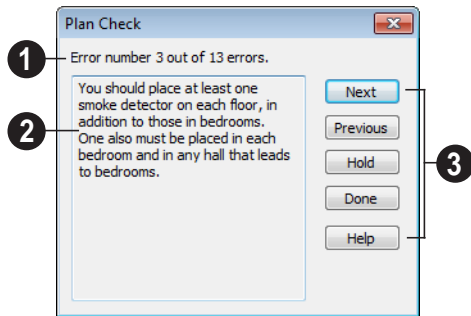 Plan Check
1
Error number 3 out of 13 errors.
2
You should place at least one
smoke detector on each floor, in
addition to those in bedrooms.
One also must be placed in each
bedroom and in any hall that leads
to bedrooms.
Next
Previous
Hold
Done
Help
3